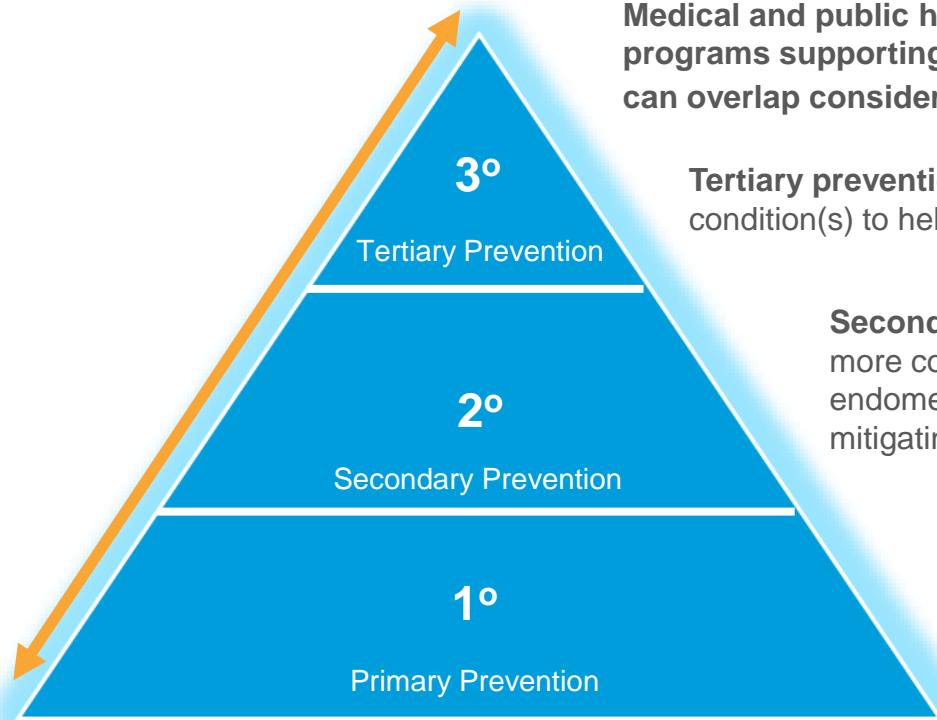 Medical and public h
programs supporting
can overlap consider
3º
Tertiary Prevention
Tertiary preventi
condition(s) to hel
Second
more co
endome
mitigatin
2º
Secondary Prevention
1º
Primary Prevention